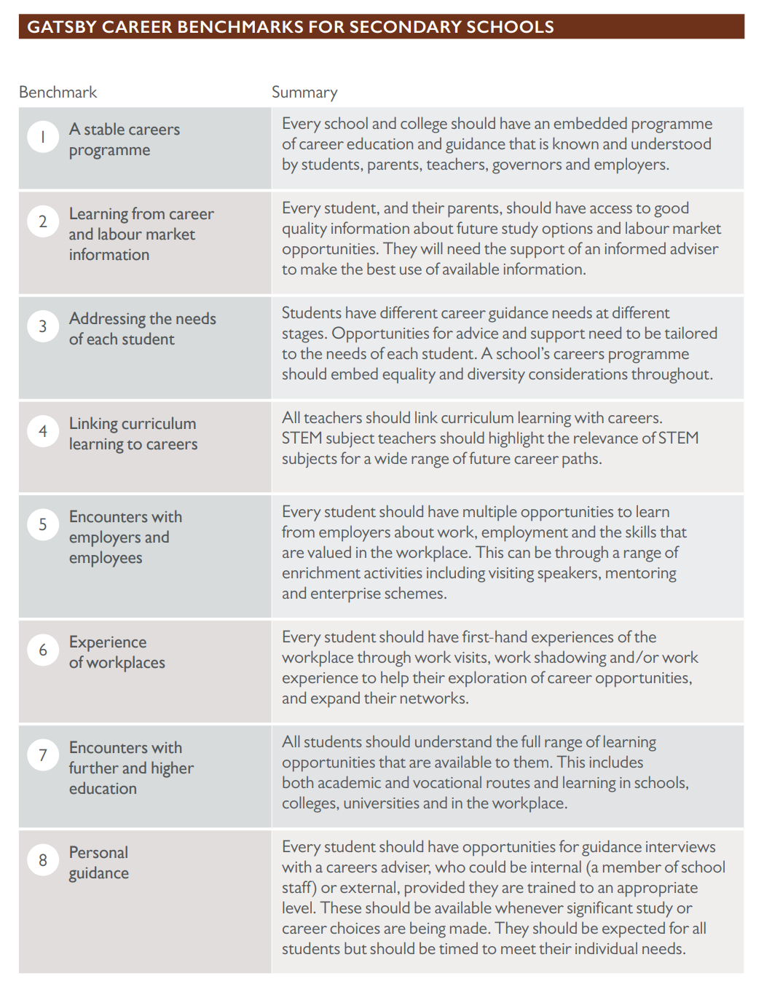 GATSBY CAREER BENCHMARKS FOR SECONDARY SCHOOLS
Benchmark
Summary
1
A stable careers
programme
Every school and college should have an embedded programme
of career education and guidance that is known and understood
by students, parents, teachers, governors and employers.
2
Learning from career
and labour market
information
Every student, and their parents, should have access to good
quality information about future study options and labour market
opportunities. They will need the support of an informed adviser
to make the best use of available information.
3
Addressing the needs
of each student
Students have different career guidance needs at different
stages. Opportunities for advice and support need to be tailored
to the needs of each student. A school’s careers programme
should embed equality and diversity considerations throughout.
4
Linking curriculum
learning to careers
All teachers should link curriculum learning with careers.
STEM subject teachers should highlight the relevance of STEM
subjects for a wide range of future career paths.
5
Encounters with
employers and
employees
Every student should have multiple opportunities to learn
from employers about work, employment and the skills that
are valued in the workplace. This can be through a range of
enrichment activities including visiting speakers, mentoring
and enterprise schemes.
6
Experience
of workplaces
Every student should have first-hand experiences of the
workplace through work visits, work shadowing and/or work
experience to help their exploration of career opportunities,
and expand their networks.
7
Encounters with
further and higher
education
All students should understand the full range of learning
opportunities that are available to them. This includes
both academic and vocational routes and learning in schools,
colleges, universities and in the workplace.
8
Personal
guidance
Every student should have opportunities for guidance interviews
with a careers adviser, who could be internal (a member of school
staff) or external, provided they are trained to an appropriate
level. These should be available whenever significant study or
career choices are being made. They should be expected for all
students but should be timed to meet their individual needs.